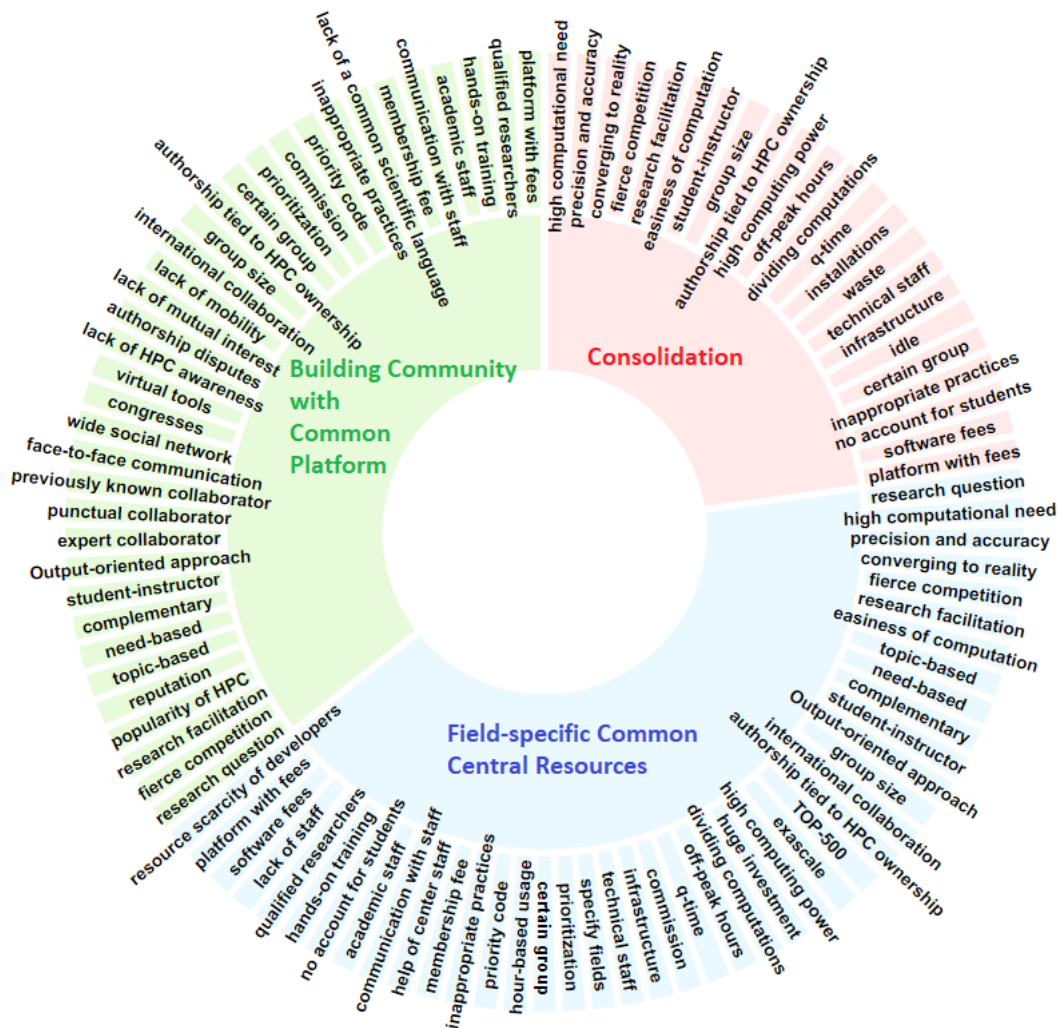 high computational need
precision and accuracy
converging to reality
fierce competition
research facilitation
easiness of computation
student-instructor
group size
authorship tied to HPC ownership
high computing power
off-peak hours
dividing computations
q-time
installations
waste
technical staff
infrastructure
idle
certain group
inappropriate practices
no account for students
software fees
platform with fees
Consolidation
research question
high computational need
precision and accuracy
converging to reality
fierce competition
research facilitation
easiness of computation
topic-based
need-based
complementary
student-instructor
Output-oriented approach
group size
international collaboration
authorship tied to HPC ownership
TOP-500
exascale
huge investment
high computing power
dividing computations
off-peak hours
q-time
commission
infrastructure
technical staff
specify fields
prioritization
certain group
hour-based usage
priority code
inappropriate practices
membership fee
help of center staff
communication with staff
academic staff
no account for students
hands-on training
qualified researchers
lack of staff
software fees
platform with fees
resource scarcity of developers
Field-specific Common
Central Resources
research question
fierce competition
research facilitation
popularity of HPC
reputation
topic-based
need-based
complementary
student-instructor
Output-oriented approach
expert collaborator
punctual collaborator
previously known collaborator
face-to-face communication
wide social network
congresses
virtual tools
lack of HPC awareness
authorship disputes
lack of mutual interest
lack of mobility
international collaboration
group size
authorship tied to HPC ownership
certain group
prioritization
commission
priority code
inappropriate practices
lack of a common scientific language
membership fee
communication with staff
academic staff
hands-on training
qualified researchers
platform with fees
Building Community
with
Common
Platform